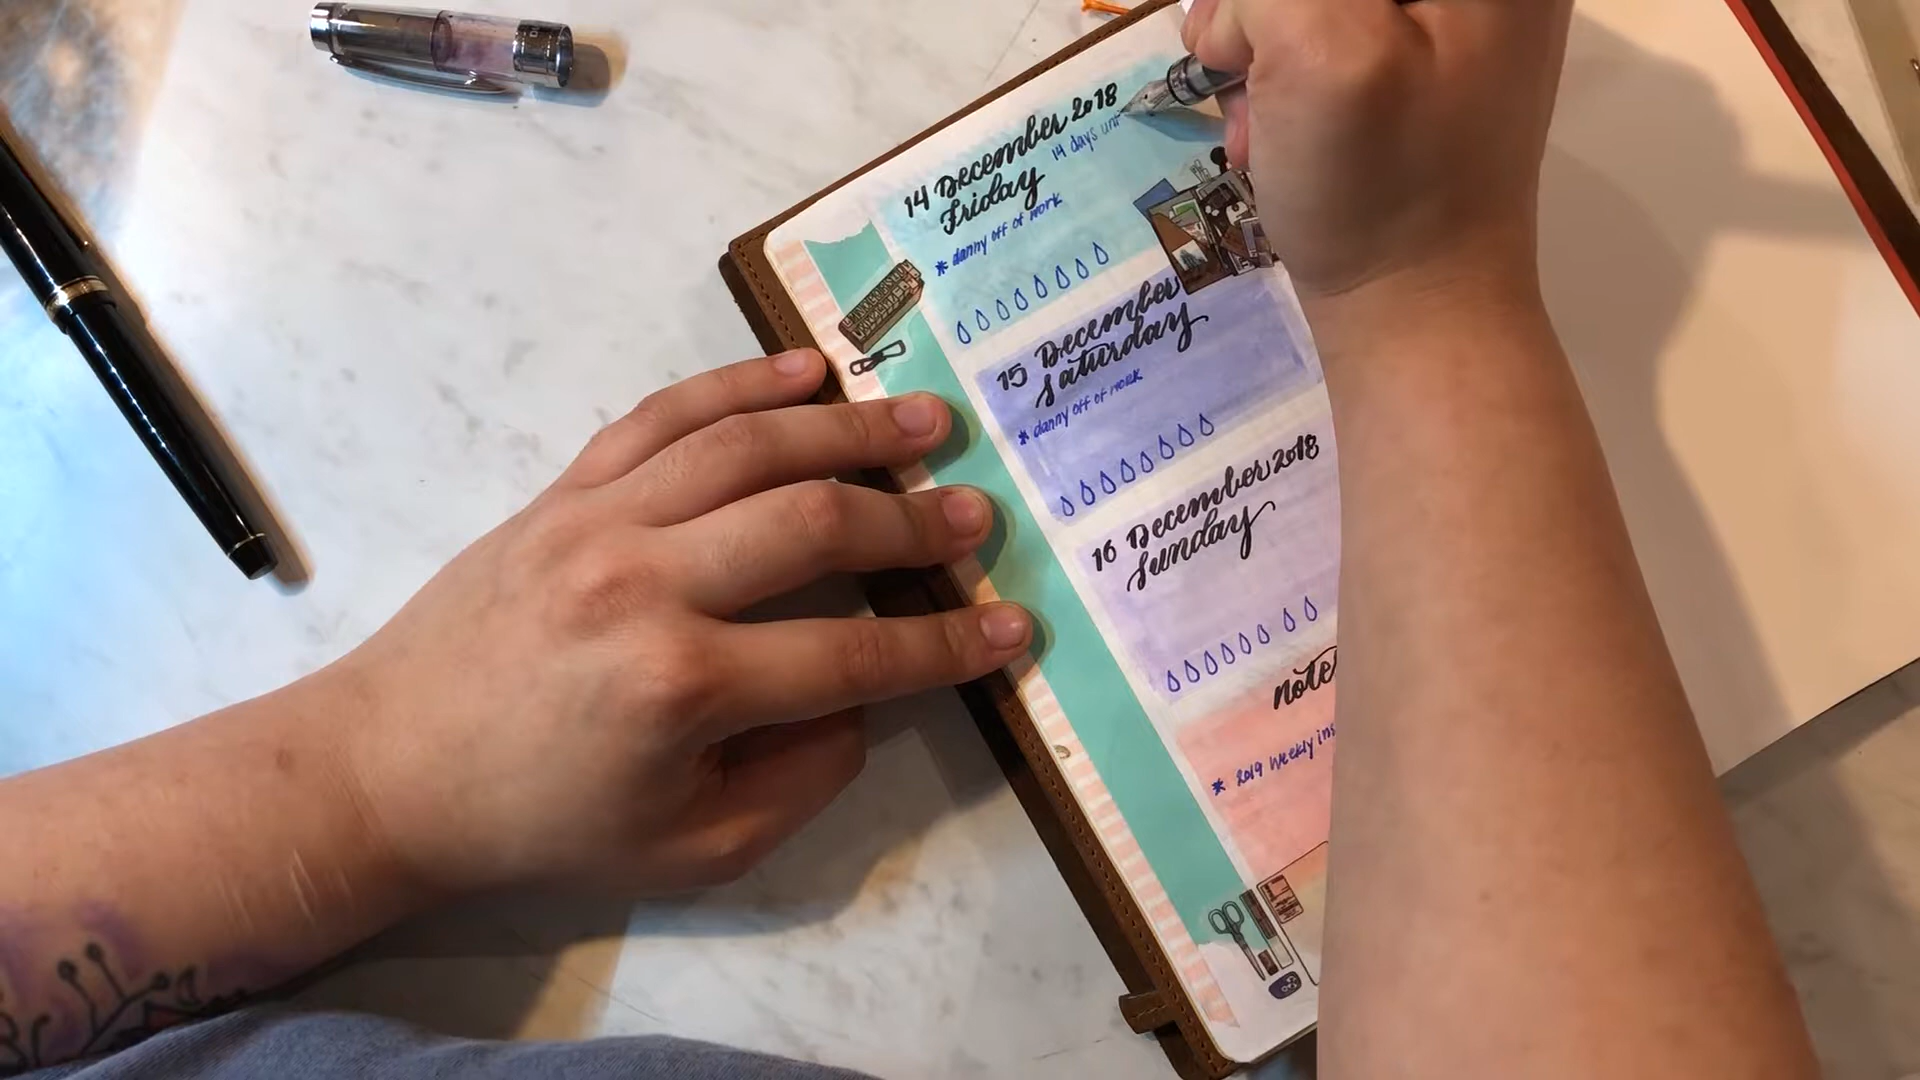 14 December 2018
14 days un
Friday
* danny off of work
15 December
Saturday
* danny off of work
16 December 2018
Sunday
note
* 2019 weekly ins